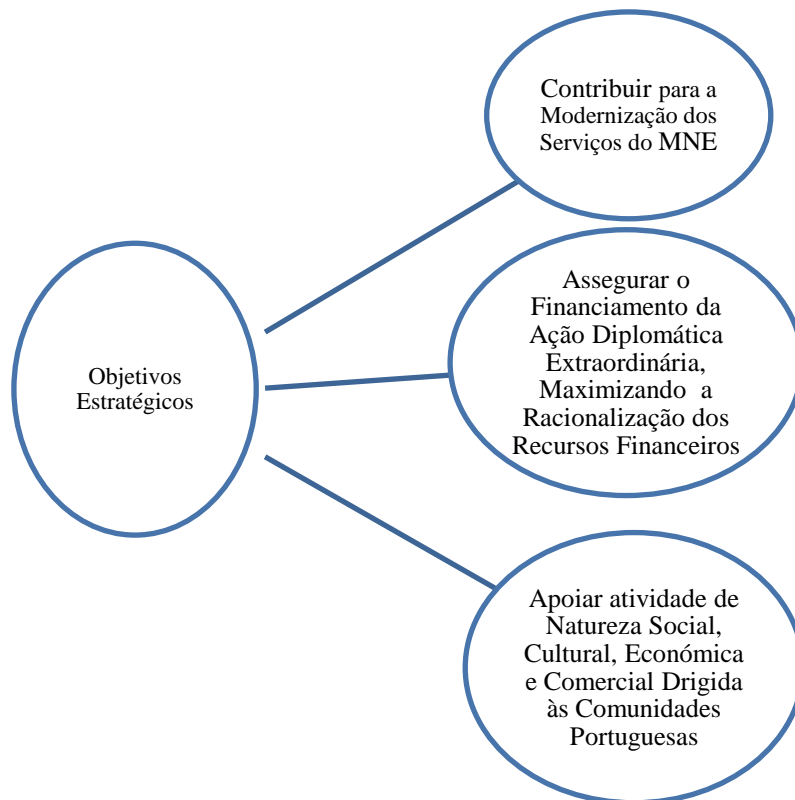 Contribuir para a
Modernização dos
Serviços do MNE
Objetivos
Estratégicos
Assegurar o
Financiamento da
Ação Diplomática
Extraordinária,
Maximizando a
Racionalização dos
Recursos Financeiros
Apoiar atividade de
Natureza Social,
Cultural, Económica
e Comercial Dirigida
às Comunidades
Portuguesas